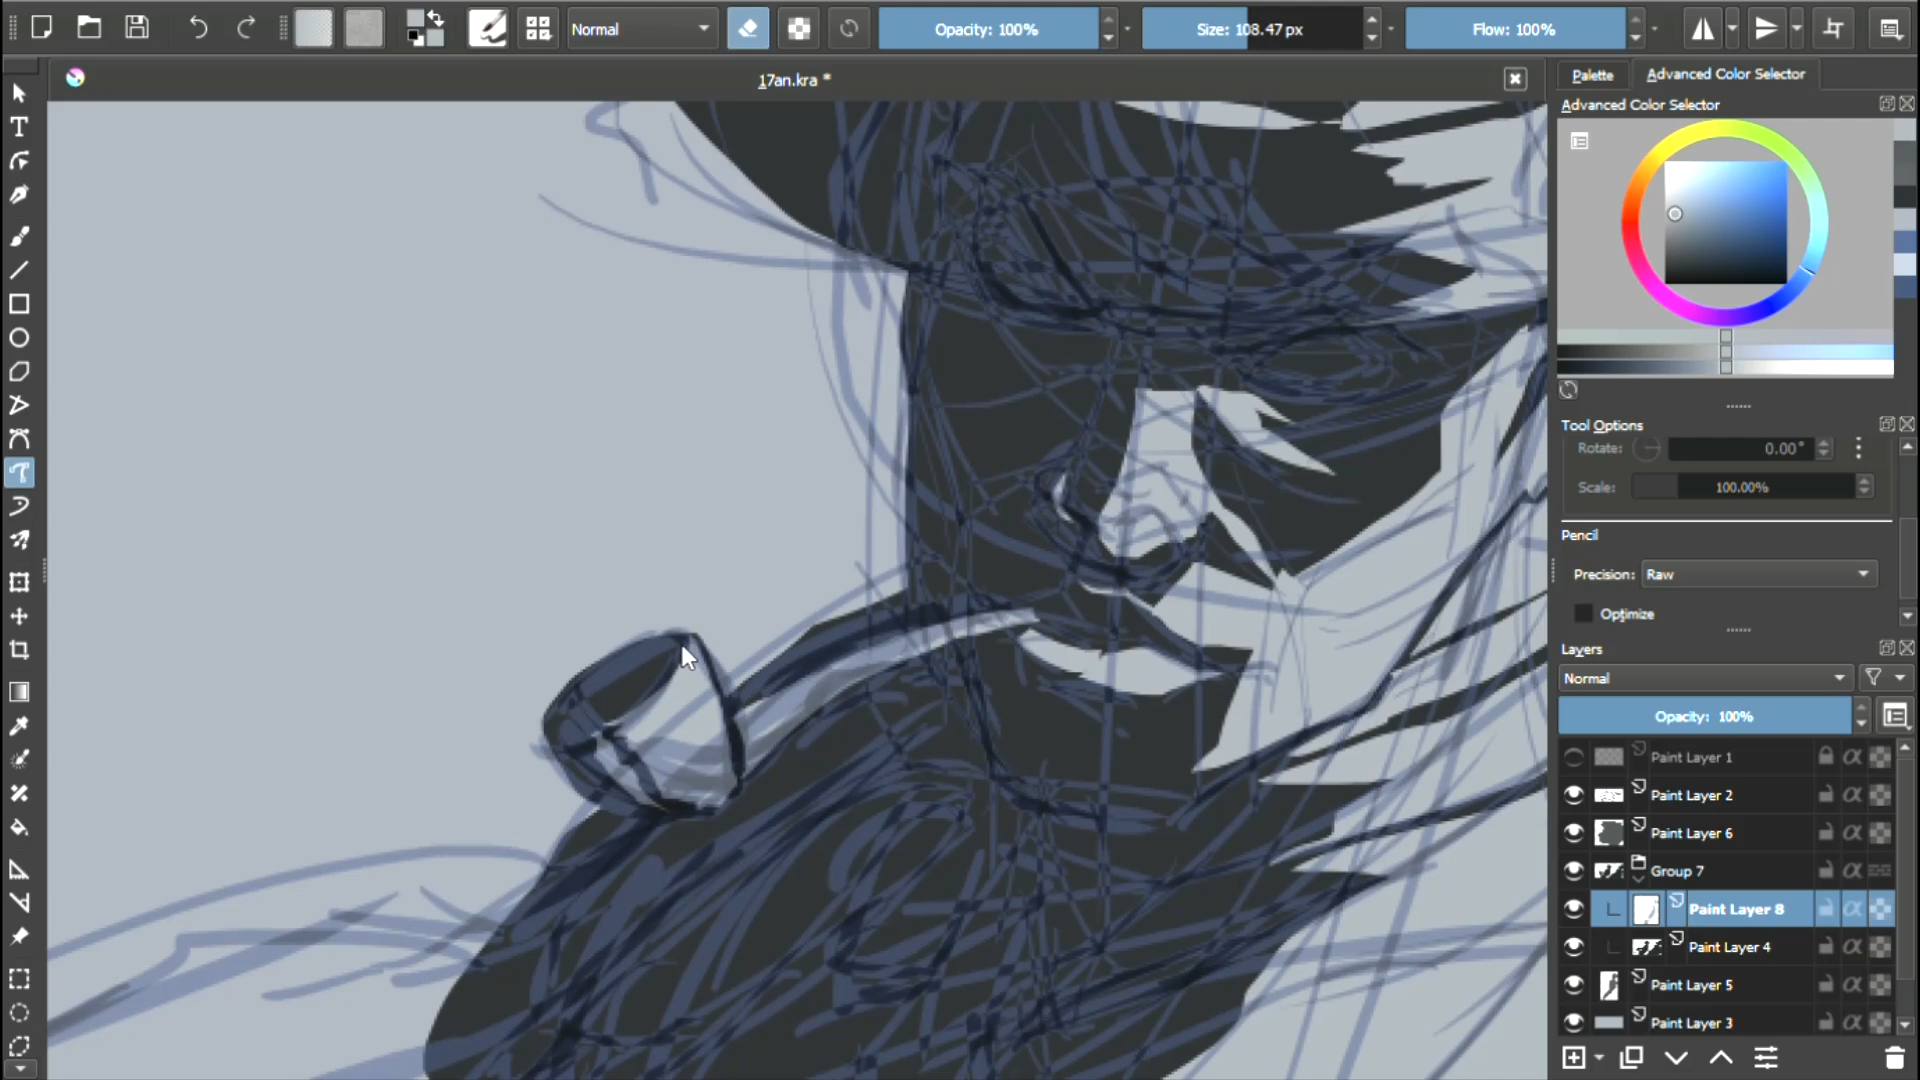 Normal
Opacity: 100%
Size: 108.47 px
Flow: 100%
17an.kra *
Palette
Advanced Color Selector
Advanced Color Selector
Tool Options
Rotate:
0.00°
Scale:
100.00%
Pencil
Precision:
Raw
Optimize
Layers
Normal
Opacity: 100%
Paint Layer 1
Paint Layer 2
Paint Layer 6
Group 7
Paint Layer 8
Paint Layer 4
Paint Layer 5
Paint Layer 3